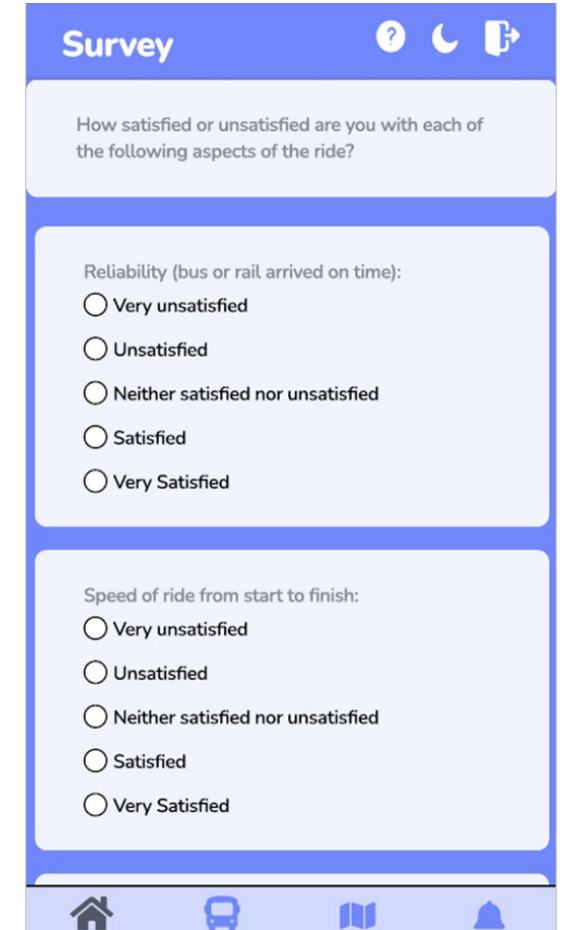 Survey
?
How satisfied or unsatisfied are you with each of
the following aspects of the ride?
Reliability (bus or rail arrived on time):
Very unsatisfied
Unsatisfied
Neither satisfied nor unsatisfied
Satisfied
Very Satisfied
Speed of ride from start to finish:
Very unsatisfied
Unsatisfied
Neither satisfied nor unsatisfied
Satisfied
Very Satisfied